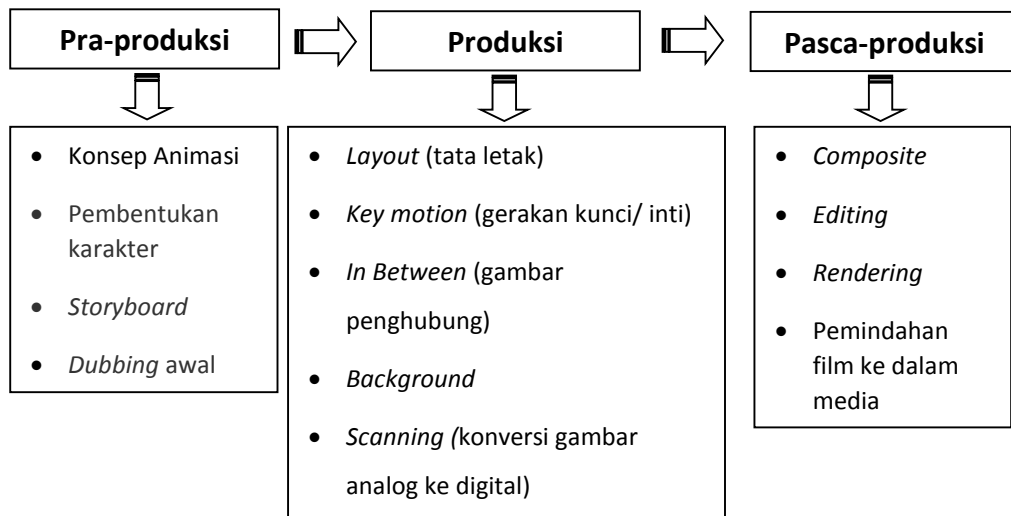 Pra-produksi
Produksi
Pasca-produksi
• Konsep Animasi
• Pembentukan
karakter
• Storyboard
• Dubbing awal
• Layout (tata letak)
• Key motion (gerakan kunci/ inti)
• In Between (gambar
penghubung)
• Background
• Scanning (konversi gambar
analog ke digital)
• Composite
• Editing
• Rendering
• Pemindahan
film ke dalam
media